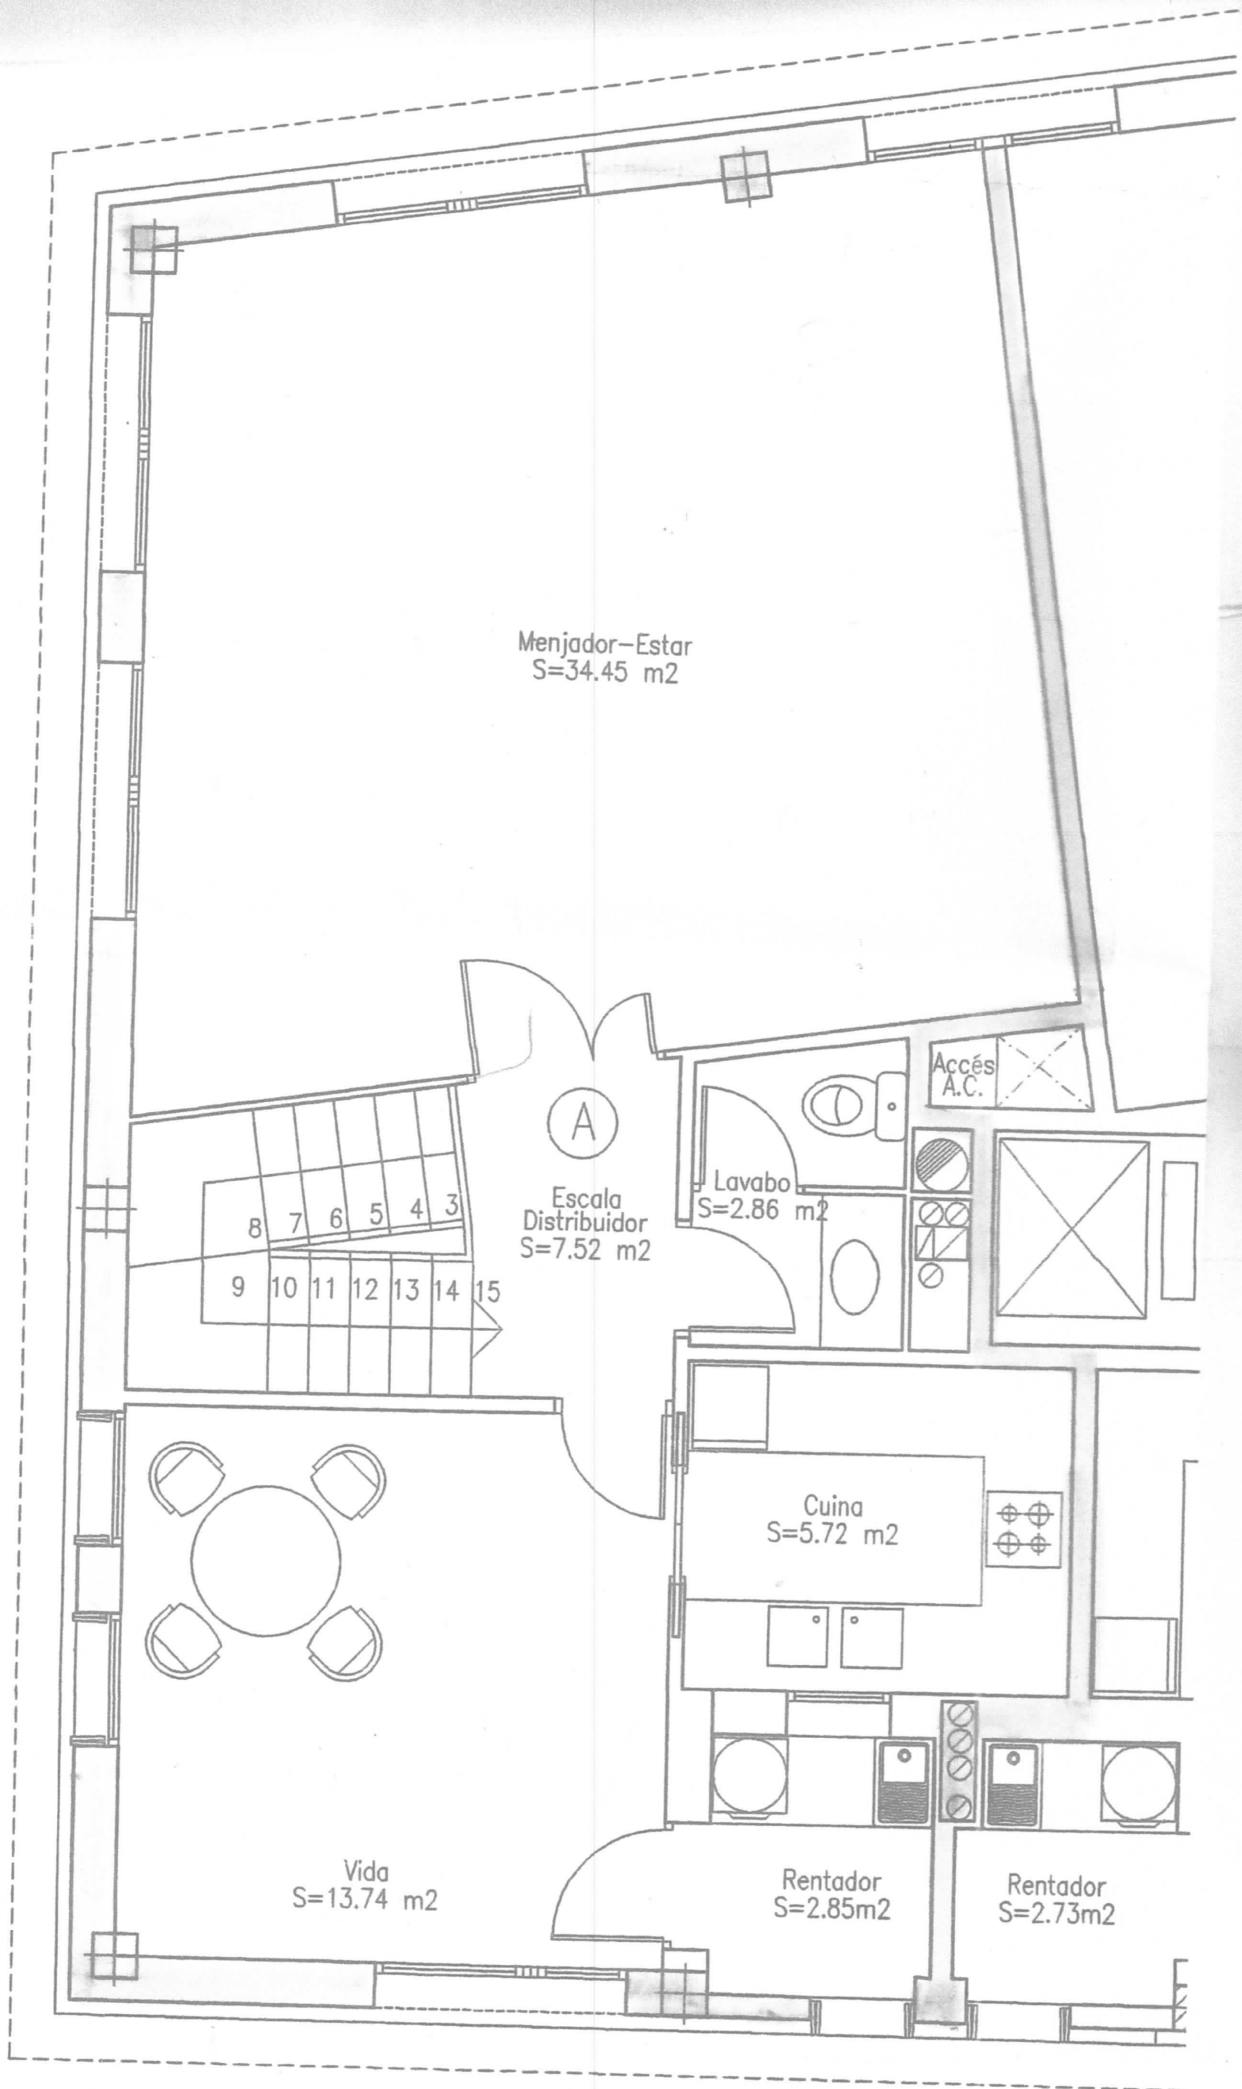 Menjador-Estar
S=34.45 m2
Accés
A.C.
A
Escala
Distribuidor
S=7.52 m2
Lavabo
S=2.86 m2
8 7 6 5 4 3
9 10 11 12 13 14 15
Cuina
S=5.72 m2
Vida
S=13.74 m2
Rentador
S=2.85m2
Rentador
S=2.73m2